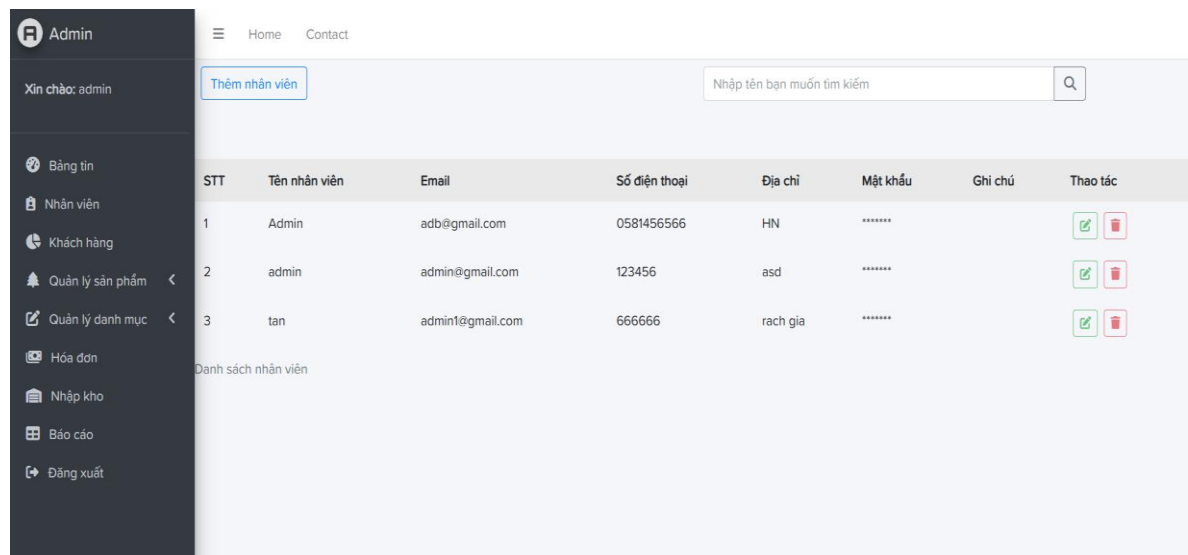 Admin
Home Contact
Xin chào: admin
Thêm nhân viên
Nhập tên bạn muốn tìm kiếm
Bảng tin
Nhân viên
Khách hàng
Quản lý sản phẩm
Quản lý danh mục
Hóa đơn
Nhập kho
Báo cáo
Đăng xuất
STT Tên nhân viên Email Số điện thoại Địa chỉ Mật khẩu Ghi chú Thao tác
1 Admin adb@gmail.com 0581456566 HN *******
2 admin admin@gmail.com 123456 asd *******
3 tan admin1@gmail.com 666666 rach gia *******
Danh sách nhân viên